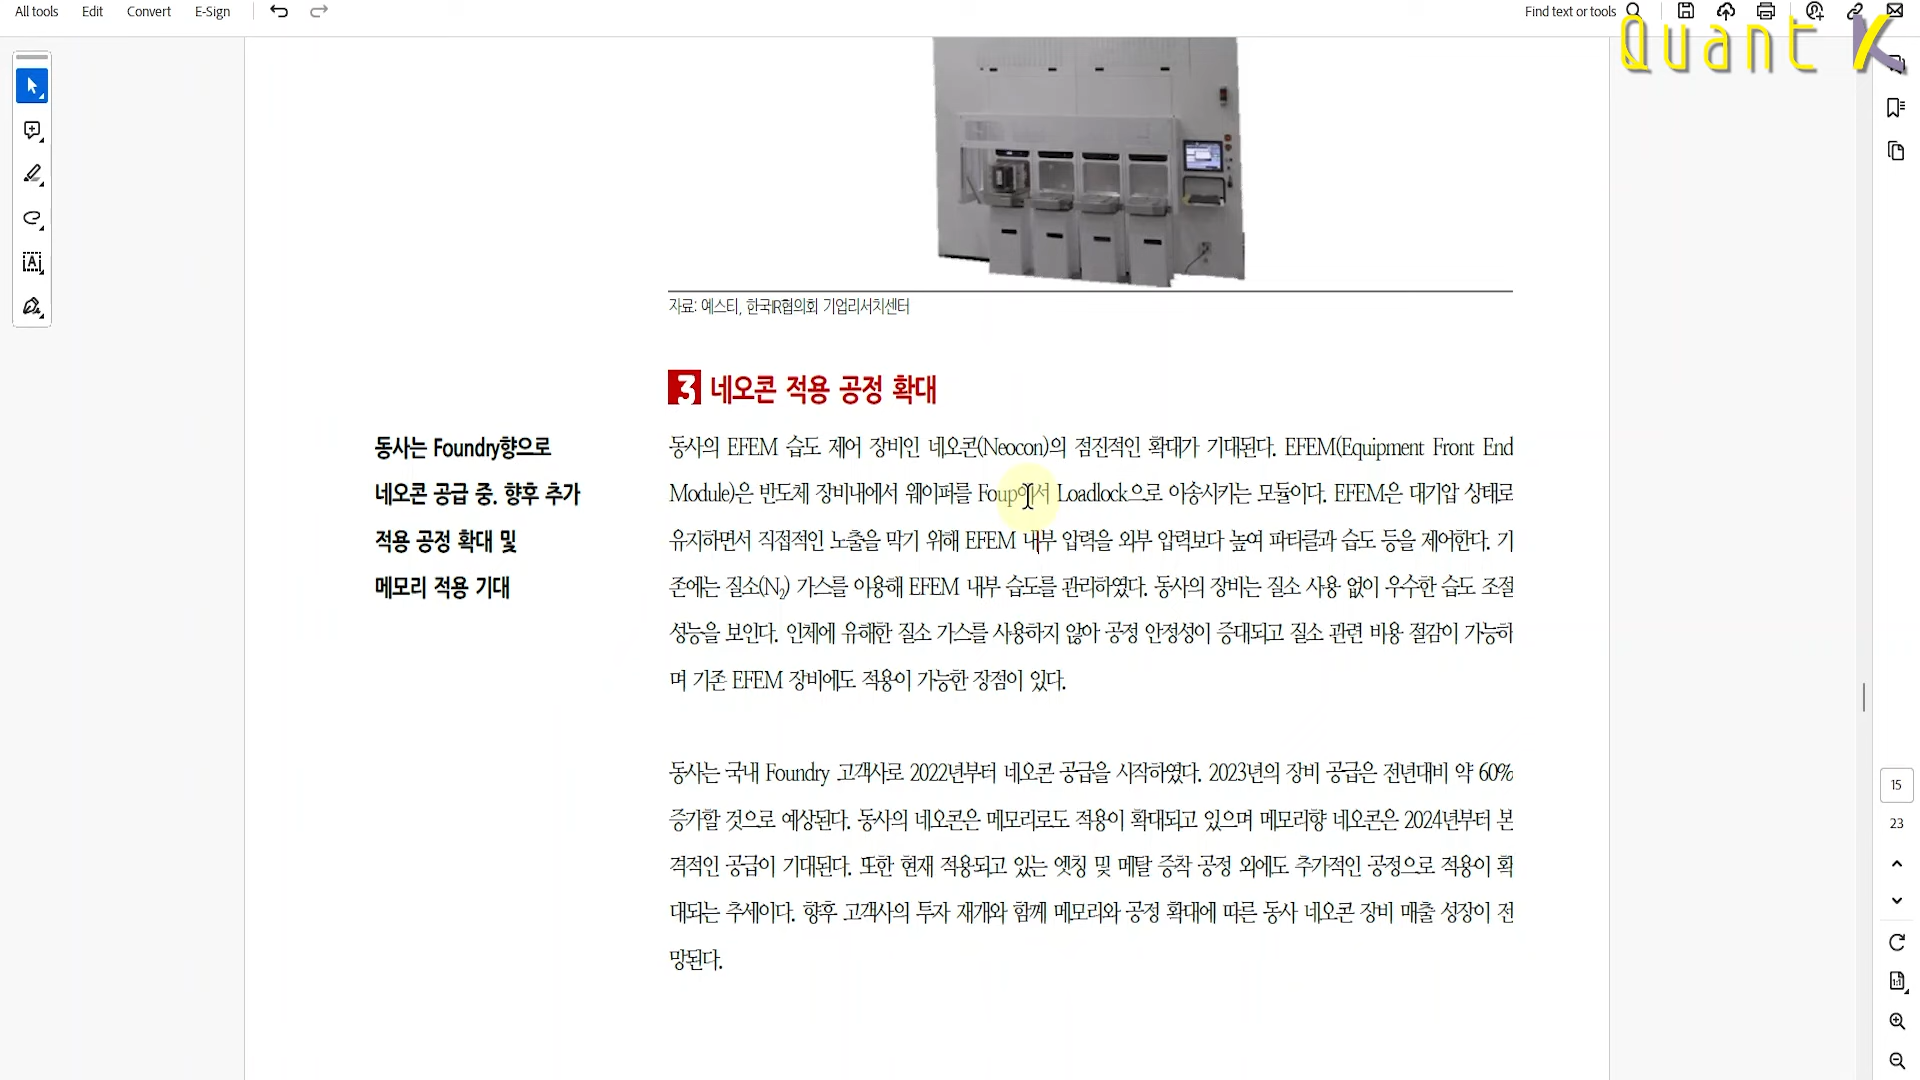 All tools Edit Convert E-Sign Find text or tools
Quant K
자료: 예스티, 한국IR협의회 기업리서치센터
3 네오콘 적용 공정 확대
동사는 Foundry향으로
네오콘 공급 중. 향후 추가
적용 공정 확대 및
메모리 적용 기대
동사의 EFEM 습도 제어 장비인 네오콘(Neocon)의 점진적인 확대가 기대된다. EFEM(Equipment Front End
Module)은 반도체 장비내에서 웨이퍼를 Foup에서 Loadlock으로 이송시키는 모듈이다. EFEM은 대기압 상태로
유지하면서 직접적인 노출을 막기 위해 EFEM 내부 압력을 외부 압력보다 높여 파티클과 습도 등을 제어한다. 기
존에는 질소(N₂) 가스를 이용해 EFEM 내부 습도를 관리하였다. 동사의 장비는 질소 사용 없이 우수한 습도 조절
성능을 보인다. 인체에 유해한 질소 가스를 사용하지 않아 공정 안정성이 증대되고 질소 관련 비용 절감이 가능하
며 기존 EFEM 장비에도 적용이 가능한 장점이 있다.
동사는 국내 Foundry 고객사로 2022년부터 네오콘 공급을 시작하였다. 2023년의 장비 공급은 전년대비 약 60%
증가할 것으로 예상된다. 동사의 네오콘은 메모리로도 적용이 확대되고 있으며 메모리향 네오콘은 2024년부터 본
격적인 공급이 기대된다. 또한 현재 적용되고 있는 엣칭 및 메탈 증착 공정 외에도 추가적인 공정으로 적용이 확
대되는 추세이다. 향후 고객사의 투자 재개와 함께 메모리와 공정 확대에 따른 동사 네오콘 장비 매출 성장이 전
망된다.
15
23